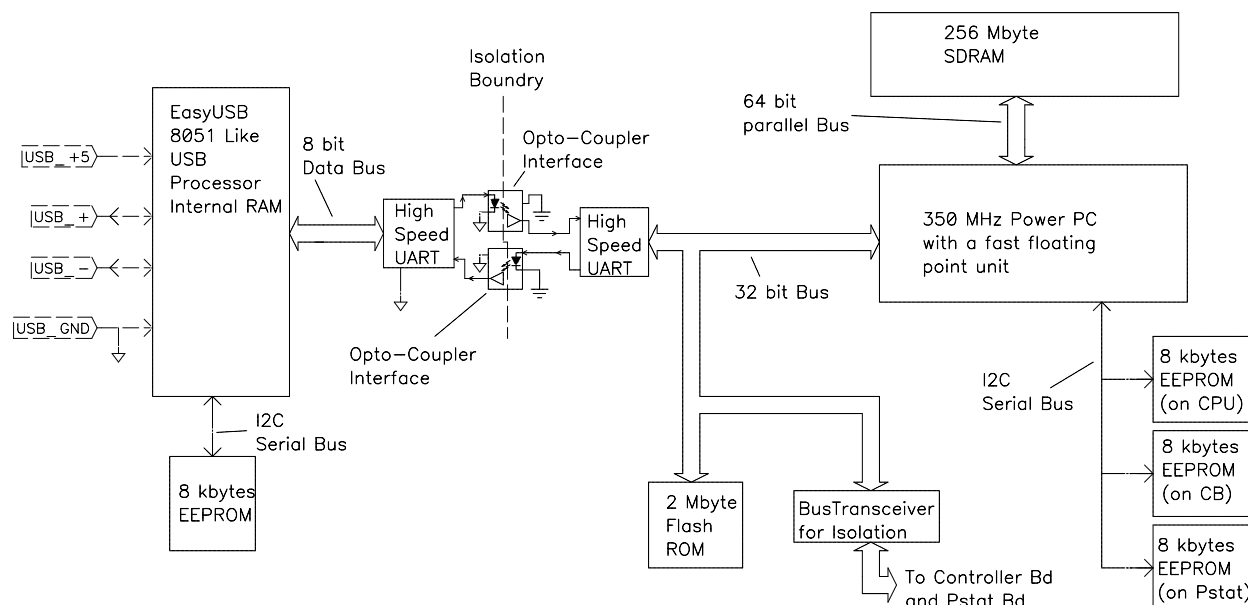 256 Mbyte
SDRAM
Isolation
Boundry
EasyUSB
8051 Like
USB
Processor
Internal RAM
64 bit
parallel Bus
Opto-Coupler
Interface
8 bit
Data Bus
USB_+5
USB_+
USB_-
USB_GND
High
Speed
UART
High
Speed
UART
350 MHz Power PC
with a fast floating
point unit
32 bit Bus
Opto-Coupler
Interface
I2C
Serial Bus
8 kbytes
EEPROM
(on CPU)
I2C
Serial Bus
8 kbytes
EEPROM
(on CB)
8 kbytes
EEPROM
2 Mbyte
Flash
ROM
BusTransceiver
for Isolation
8 kbytes
EEPROM
(on Pstat)
To Controller Bd
and Pstat Bd